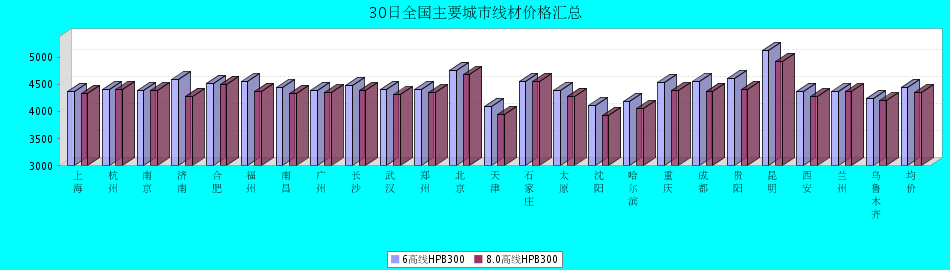 30日全国主要城市线材价格汇总
5000
4500
4000
3500
3000
上海 杭州 南京 济南 合肥 福州 南昌 广州 长沙 武汉 郑州 北京 天津 石家庄 太原 沈阳 哈尔滨 重庆 成都 贵阳 昆明 西安 兰州 乌鲁木齐 均价
6高线HPB300 8.0高线HPB300